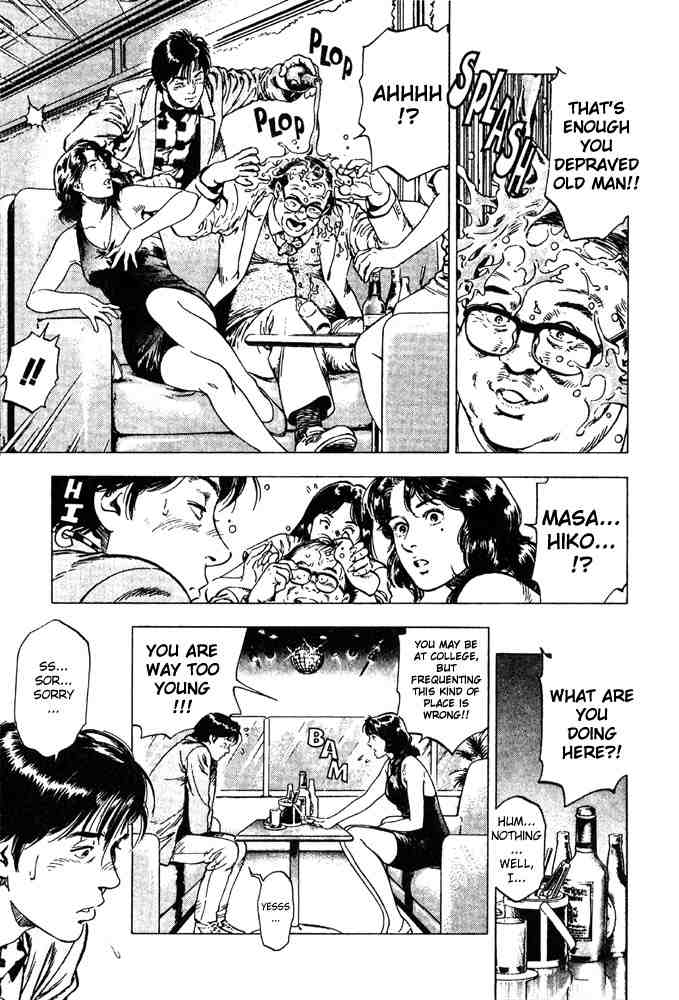 THAT'S
ENOUGH
YOU
DEPRAVED
OLD MAN!!
SPLASH!
AHHHH
!?
PLOP
PLOP
PLOP
!!
MASA...
HIKO...
!?
HIC
WHAT ARE
YOU
DOING
HERE?!
HUM...
NOTHING
...
WELL,
I...
YOU MAY BE
AT COLLEGE,
BUT
FREQUENTING
THIS KIND OF
PLACE IS
WRONG!!
BAM
YOU ARE
WAY TOO
YOUNG
!!!
YESSS
...
SS...
SOR...
SORRY
...